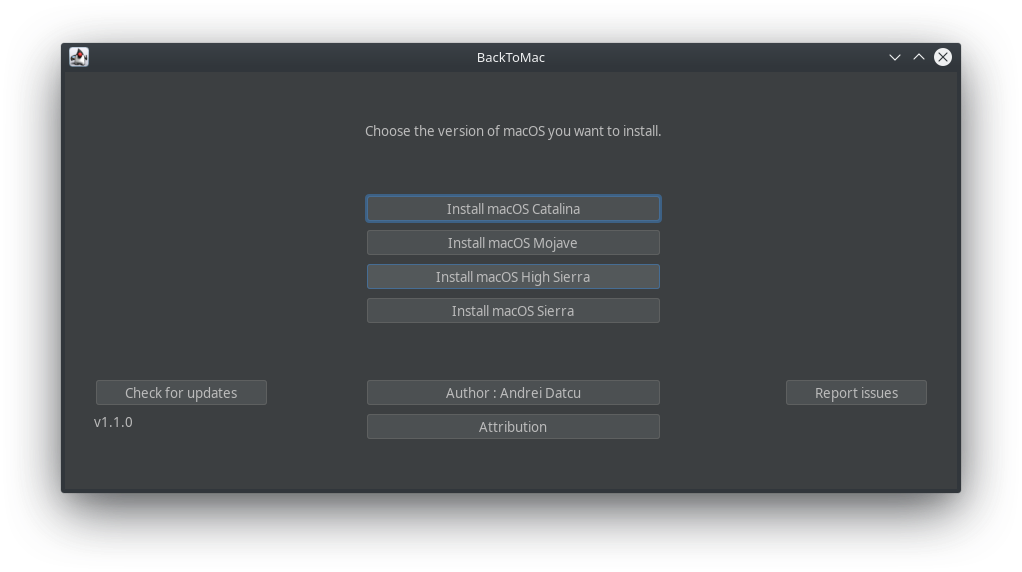 BackToMac
Choose the version of macOS you want to install.
Install macOS Catalina
Install macOS Mojave
Install macOS High Sierra
Install macOS Sierra
Check for updates
Author : Andrei Datcu
Report issues
v1.1.0
Attribution